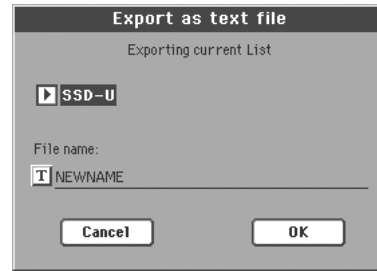 Export as text file
Exporting current List
SSD-U
File name:
T NEWNAME
Cancel
OK